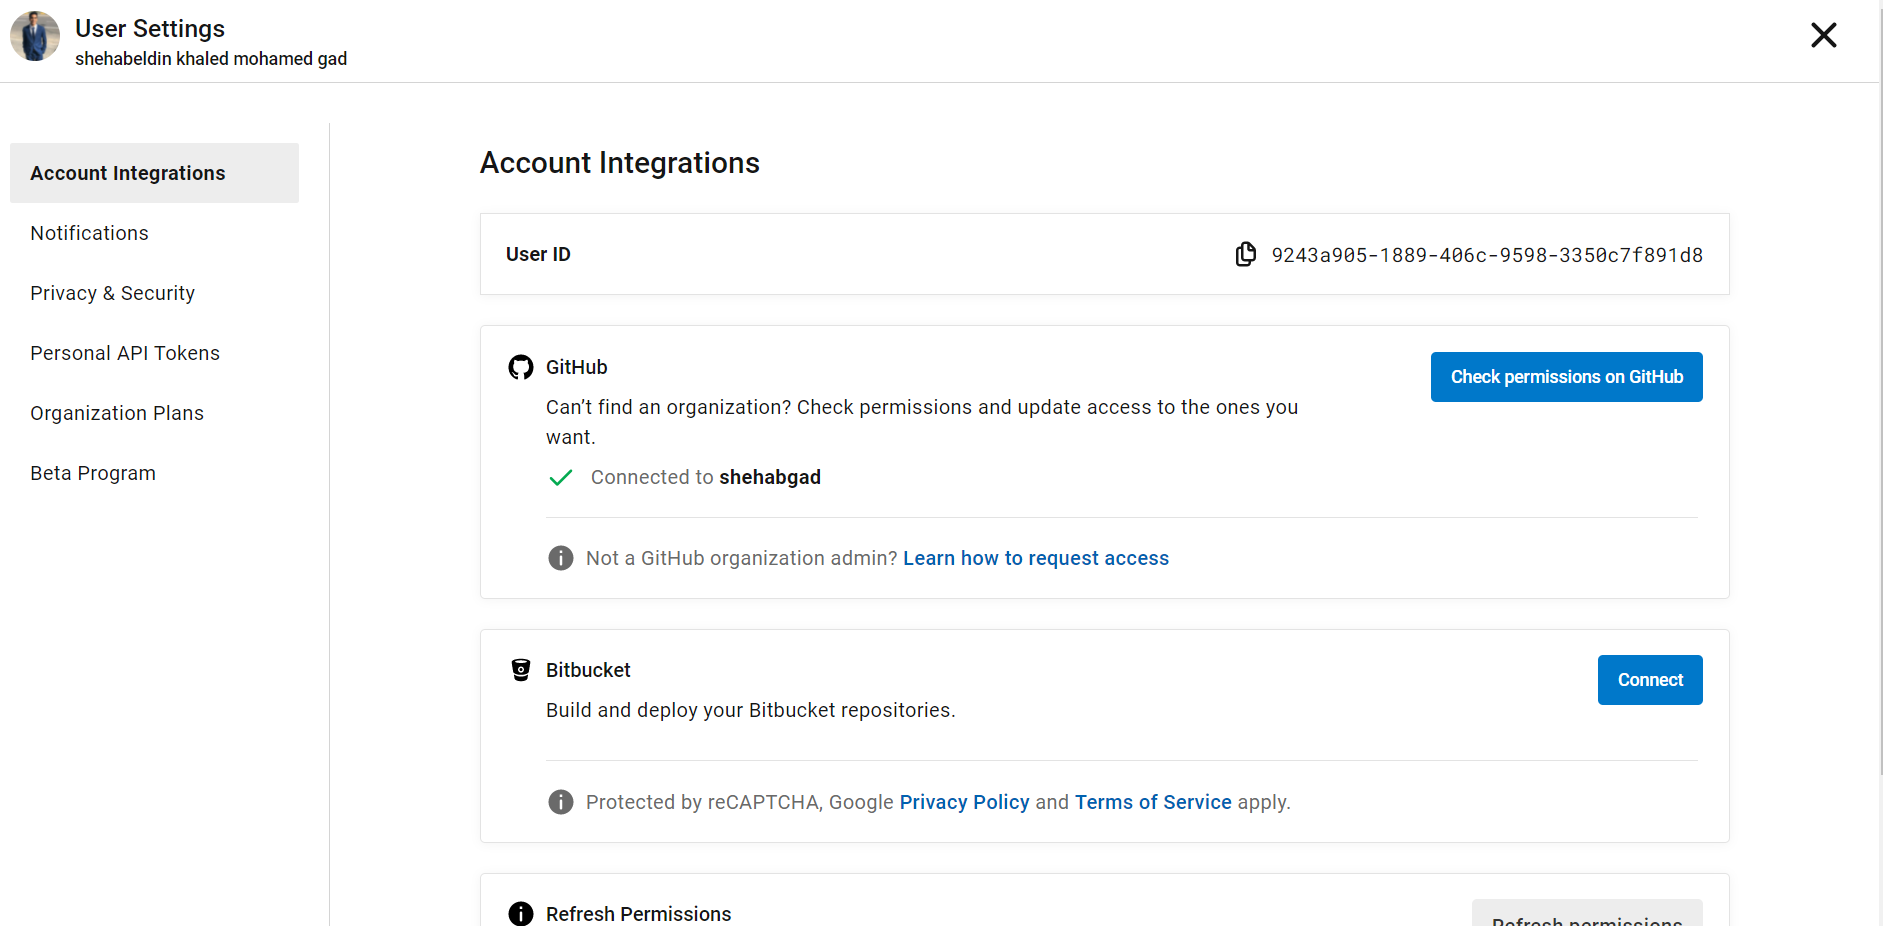 User Settings
shehabeldin khaled mohamed gad
Account Integrations
Notifications
Privacy & Security
Personal API Tokens
Organization Plans
Beta Program
Account Integrations
User ID
9243a905-1889-406c-9598-3350c7f891d8
GitHub
Check permissions on GitHub
Can’t find an organization? Check permissions and update access to the ones you
want.
Connected to shehabgad
Not a GitHub organization admin? Learn how to request access
Bitbucket
Connect
Build and deploy your Bitbucket repositories.
Protected by reCAPTCHA, Google Privacy Policy and Terms of Service apply.
Refresh Permissions
Refresh permissions